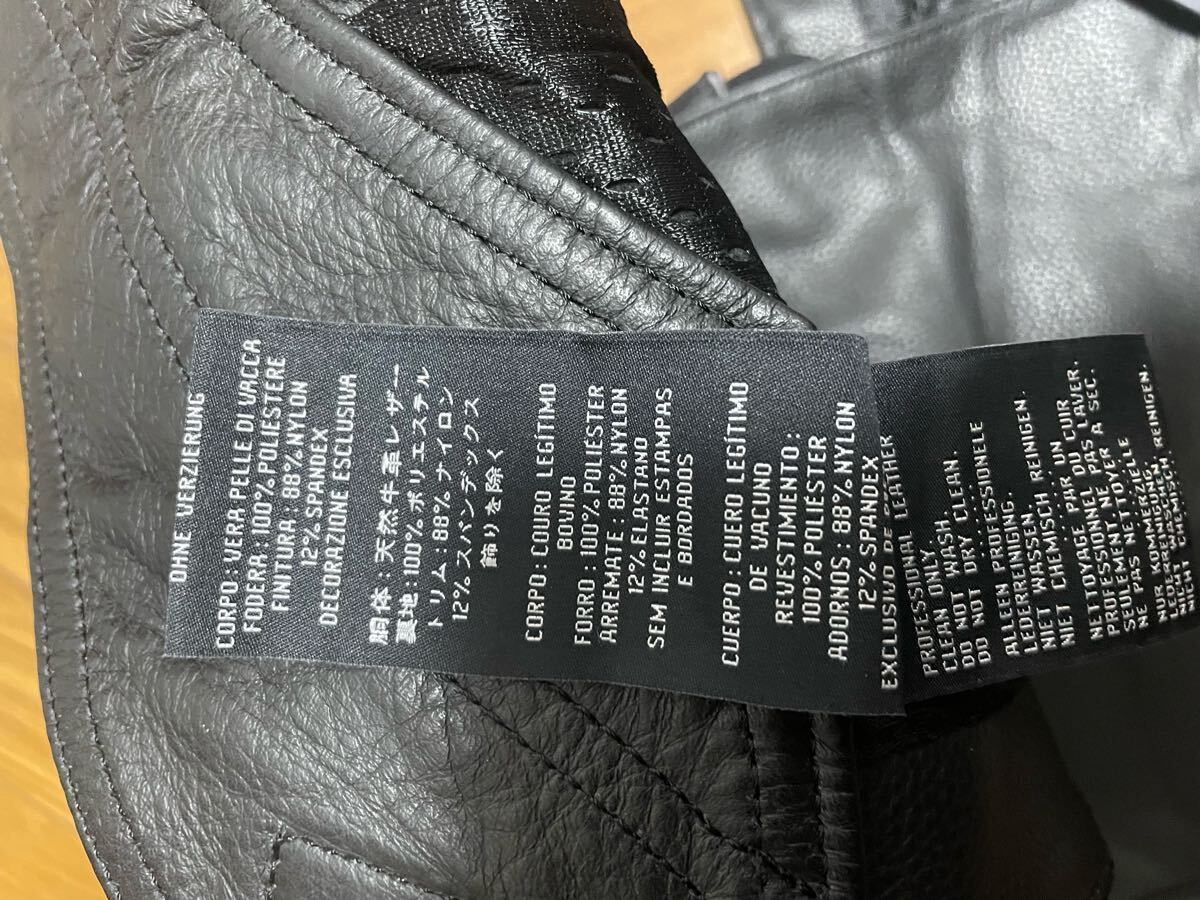 OHNE VERZIERUNG
CORPO: VERA PELLE DI VACCA
FODERA: 100% POLIESTERE
FINITURA: 88% NYLON
12% SPANDEX
DECORAZIONE ESCLUSIVA
胴体:天然牛革レザー
裏地:100%ポリエステル
トリム:88%ナイロン
12%スパンデックス
飾りを除く
CORPO: COURO LEGÍTIMO
BOVINO
FORRO: 100% POLIÉSTER
ARREMATE: 88% NYLON
12% ELASTANO
SEM INCLUIR ESTAMPAS
E BORDADOS
CUERPO: CUERO LEGÍTIMO
DE VACUNO
REVESTIMIENTO:
100% POLIÉSTER
ADORNOS: 88% NYLON
12% SPANDEX
EXCLUSIVO DE
PROFESSIONAL LEATHER
CLEAN ONLY.
DO NOT WASH.
DO NOT DRY CLEAN.
ALLEEN PROFESSIONELE
LEDERREINIGING.
NIET WASSEN.
NIET CHEMISCH REINIGEN.
NETTOYAGE PAR UN
PROFESSIONNEL DU CUIR
SEULEMENT.
NE PAS NETTOYER À SEC.